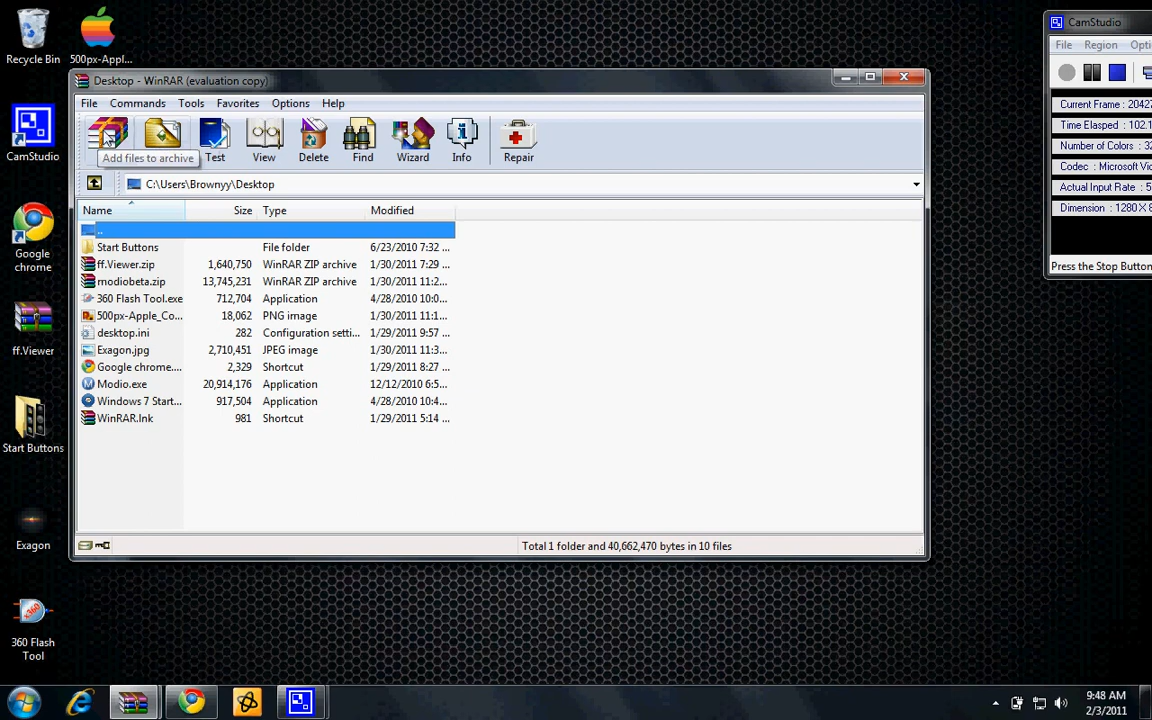 Recycle Bin
500px-Appl...
CamStudio
Google chrome
ff.Viewer
Start Buttons
Exagon
360 Flash Tool
Desktop - WinRAR (evaluation copy)
File Commands Tools Favorites Options Help
Test View Delete Find Wizard Info Repair
Add files to archive
C:\Users\Brownyy\Desktop
Name Size Type Modified
..
Start Buttons File folder 6/23/2010 7:32 ...
ff.Viewer.zip 1,640,750 WinRAR ZIP archive 1/30/2011 7:29 ...
modiobeta.zip 13,745,231 WinRAR ZIP archive 1/30/2011 11:2...
360 Flash Tool.exe 712,704 Application 4/28/2010 10:0...
500px-Apple_Co... 18,062 PNG image 1/30/2011 11:1...
desktop.ini 282 Configuration setti... 1/29/2011 9:57 ...
Exagon.jpg 2,710,451 JPEG image 1/30/2011 11:3...
Google chrome.... 2,329 Shortcut 1/29/2011 8:27 ...
Modio.exe 20,914,176 Application 12/12/2010 6:5...
Windows 7 Start... 917,504 Application 4/28/2010 10:4...
WinRAR.lnk 981 Shortcut 1/29/2011 5:14 ...
Total 1 folder and 40,662,470 bytes in 10 files
CamStudio
File Region Opti
Current Frame : 20427
Time Elasped : 102.1
Number of Colors : 32
Codec : Microsoft Vid
Actual Input Rate : 5
Dimension : 1280 X 8
Press the Stop Button
9:48 AM
2/3/2011